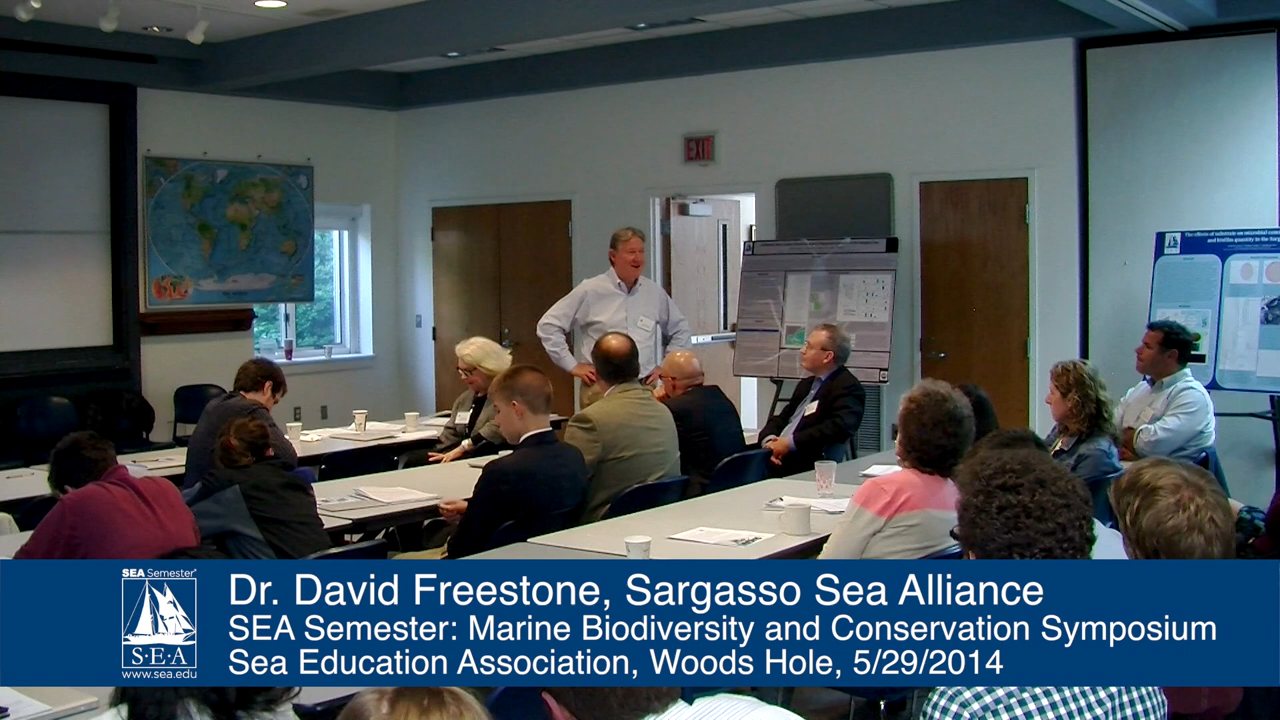 EXIT
The effects of substrate on microbial
and biofilm quantity in the Sarg
SEA Semester®
S·E·A
www.sea.edu
Dr. David Freestone, Sargasso Sea Alliance
SEA Semester: Marine Biodiversity and Conservation Symposium
Sea Education Association, Woods Hole, 5/29/2014